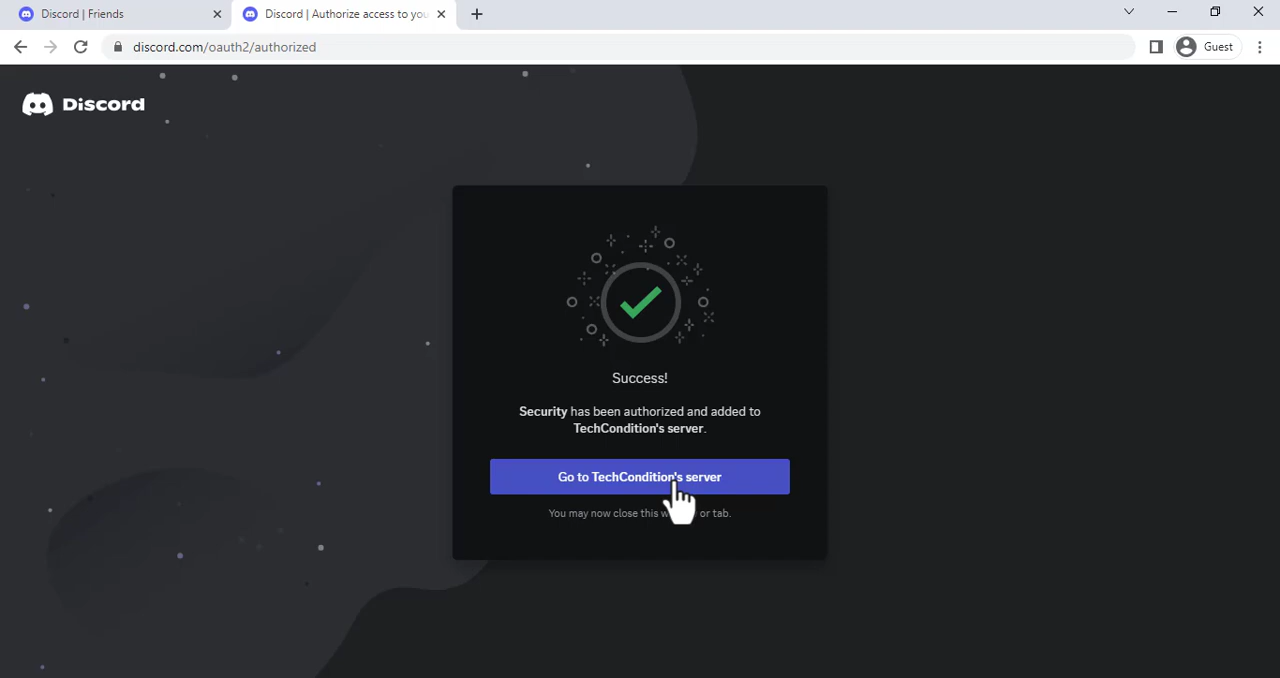 Discord | Friends
Discord | Authorize access to you
discord.com/oauth2/authorized
Guest
Discord
Success!
Security has been authorized and added to
TechCondition's server.
Go to TechCondition's server
You may now close this or tab.